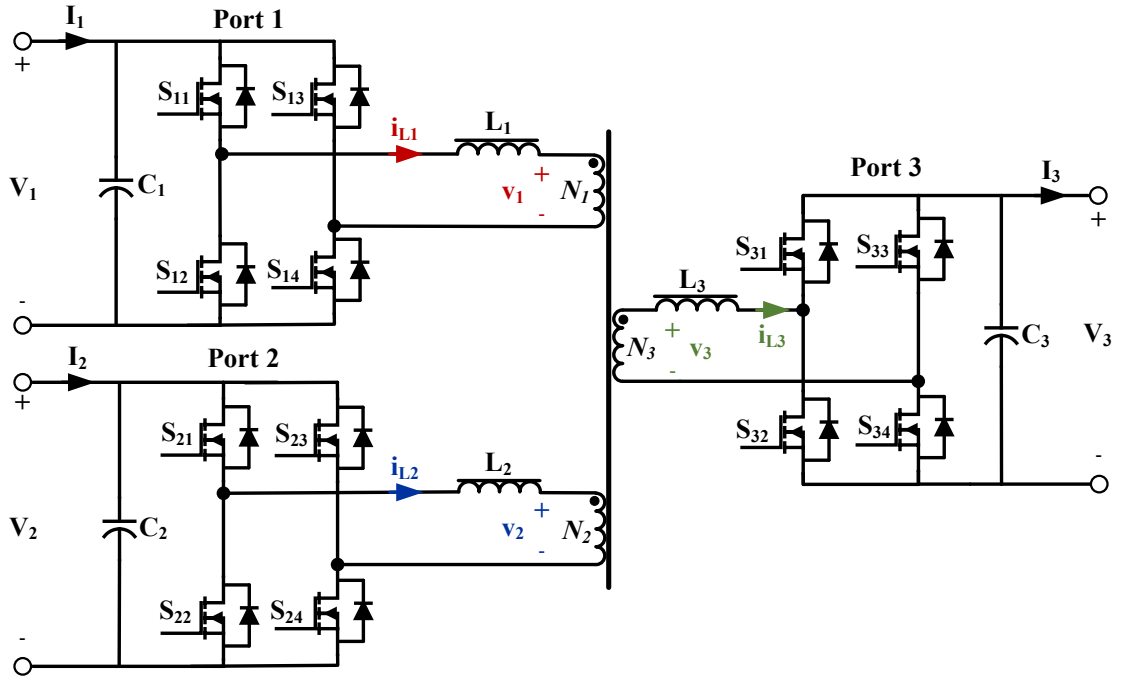 I1
Port 1
+
S11
S13
iL1
L1
V1
C1
+
v1
N1
-
S12
S14
-
Port 3
I3
+
S31
S33
L3
+
N3
v3
iL3
-
C3
V3
S32
S34
-
I2
Port 2
+
S21
S23
iL2
L2
V2
C2
+
v2
N2
-
S22
S24
-